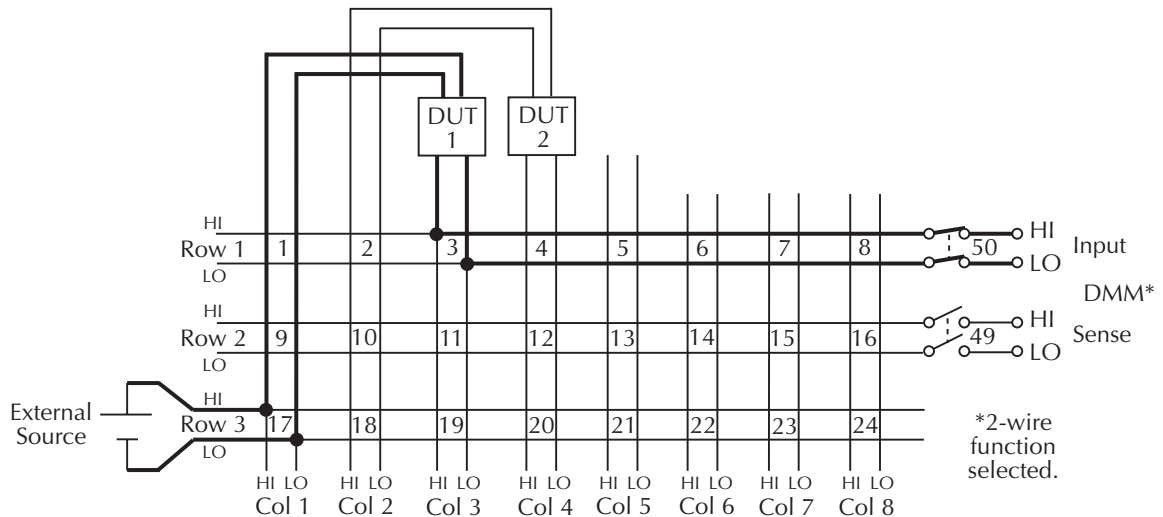 DUT
1
DUT
2
HI
Row 1 1 2 3 4 5 6 7 8 50
LO
HI
LO
Input
DMM*
HI
Row 2 9 10 11 12 13 14 15 16 49
LO
HI
LO
Sense
External
Source
HI
Row 3 17 18 19 20 21 22 23 24
LO
*2-wire
function
selected.
HI LO HI LO HI LO HI LO HI LO HI LO HI LO HI LO
Col 1 Col 2 Col 3 Col 4 Col 5 Col 6 Col 7 Col 8